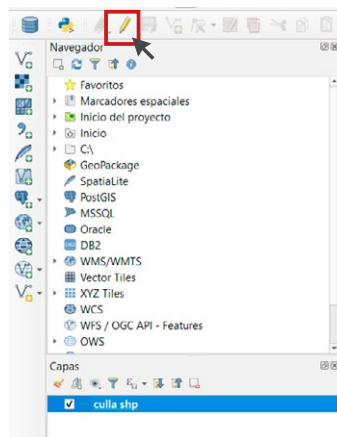 Navegador
Favoritos
Marcadores espaciales
Inicio del proyecto
Inicio
C:\
GeoPackage
SpatiaLite
PostGIS
MSSQL
Oracle
DB2
WMS/WMTS
Vector Tiles
XYZ Tiles
WCS
WFS / OGC API - Features
OWS
Capas
culla shp